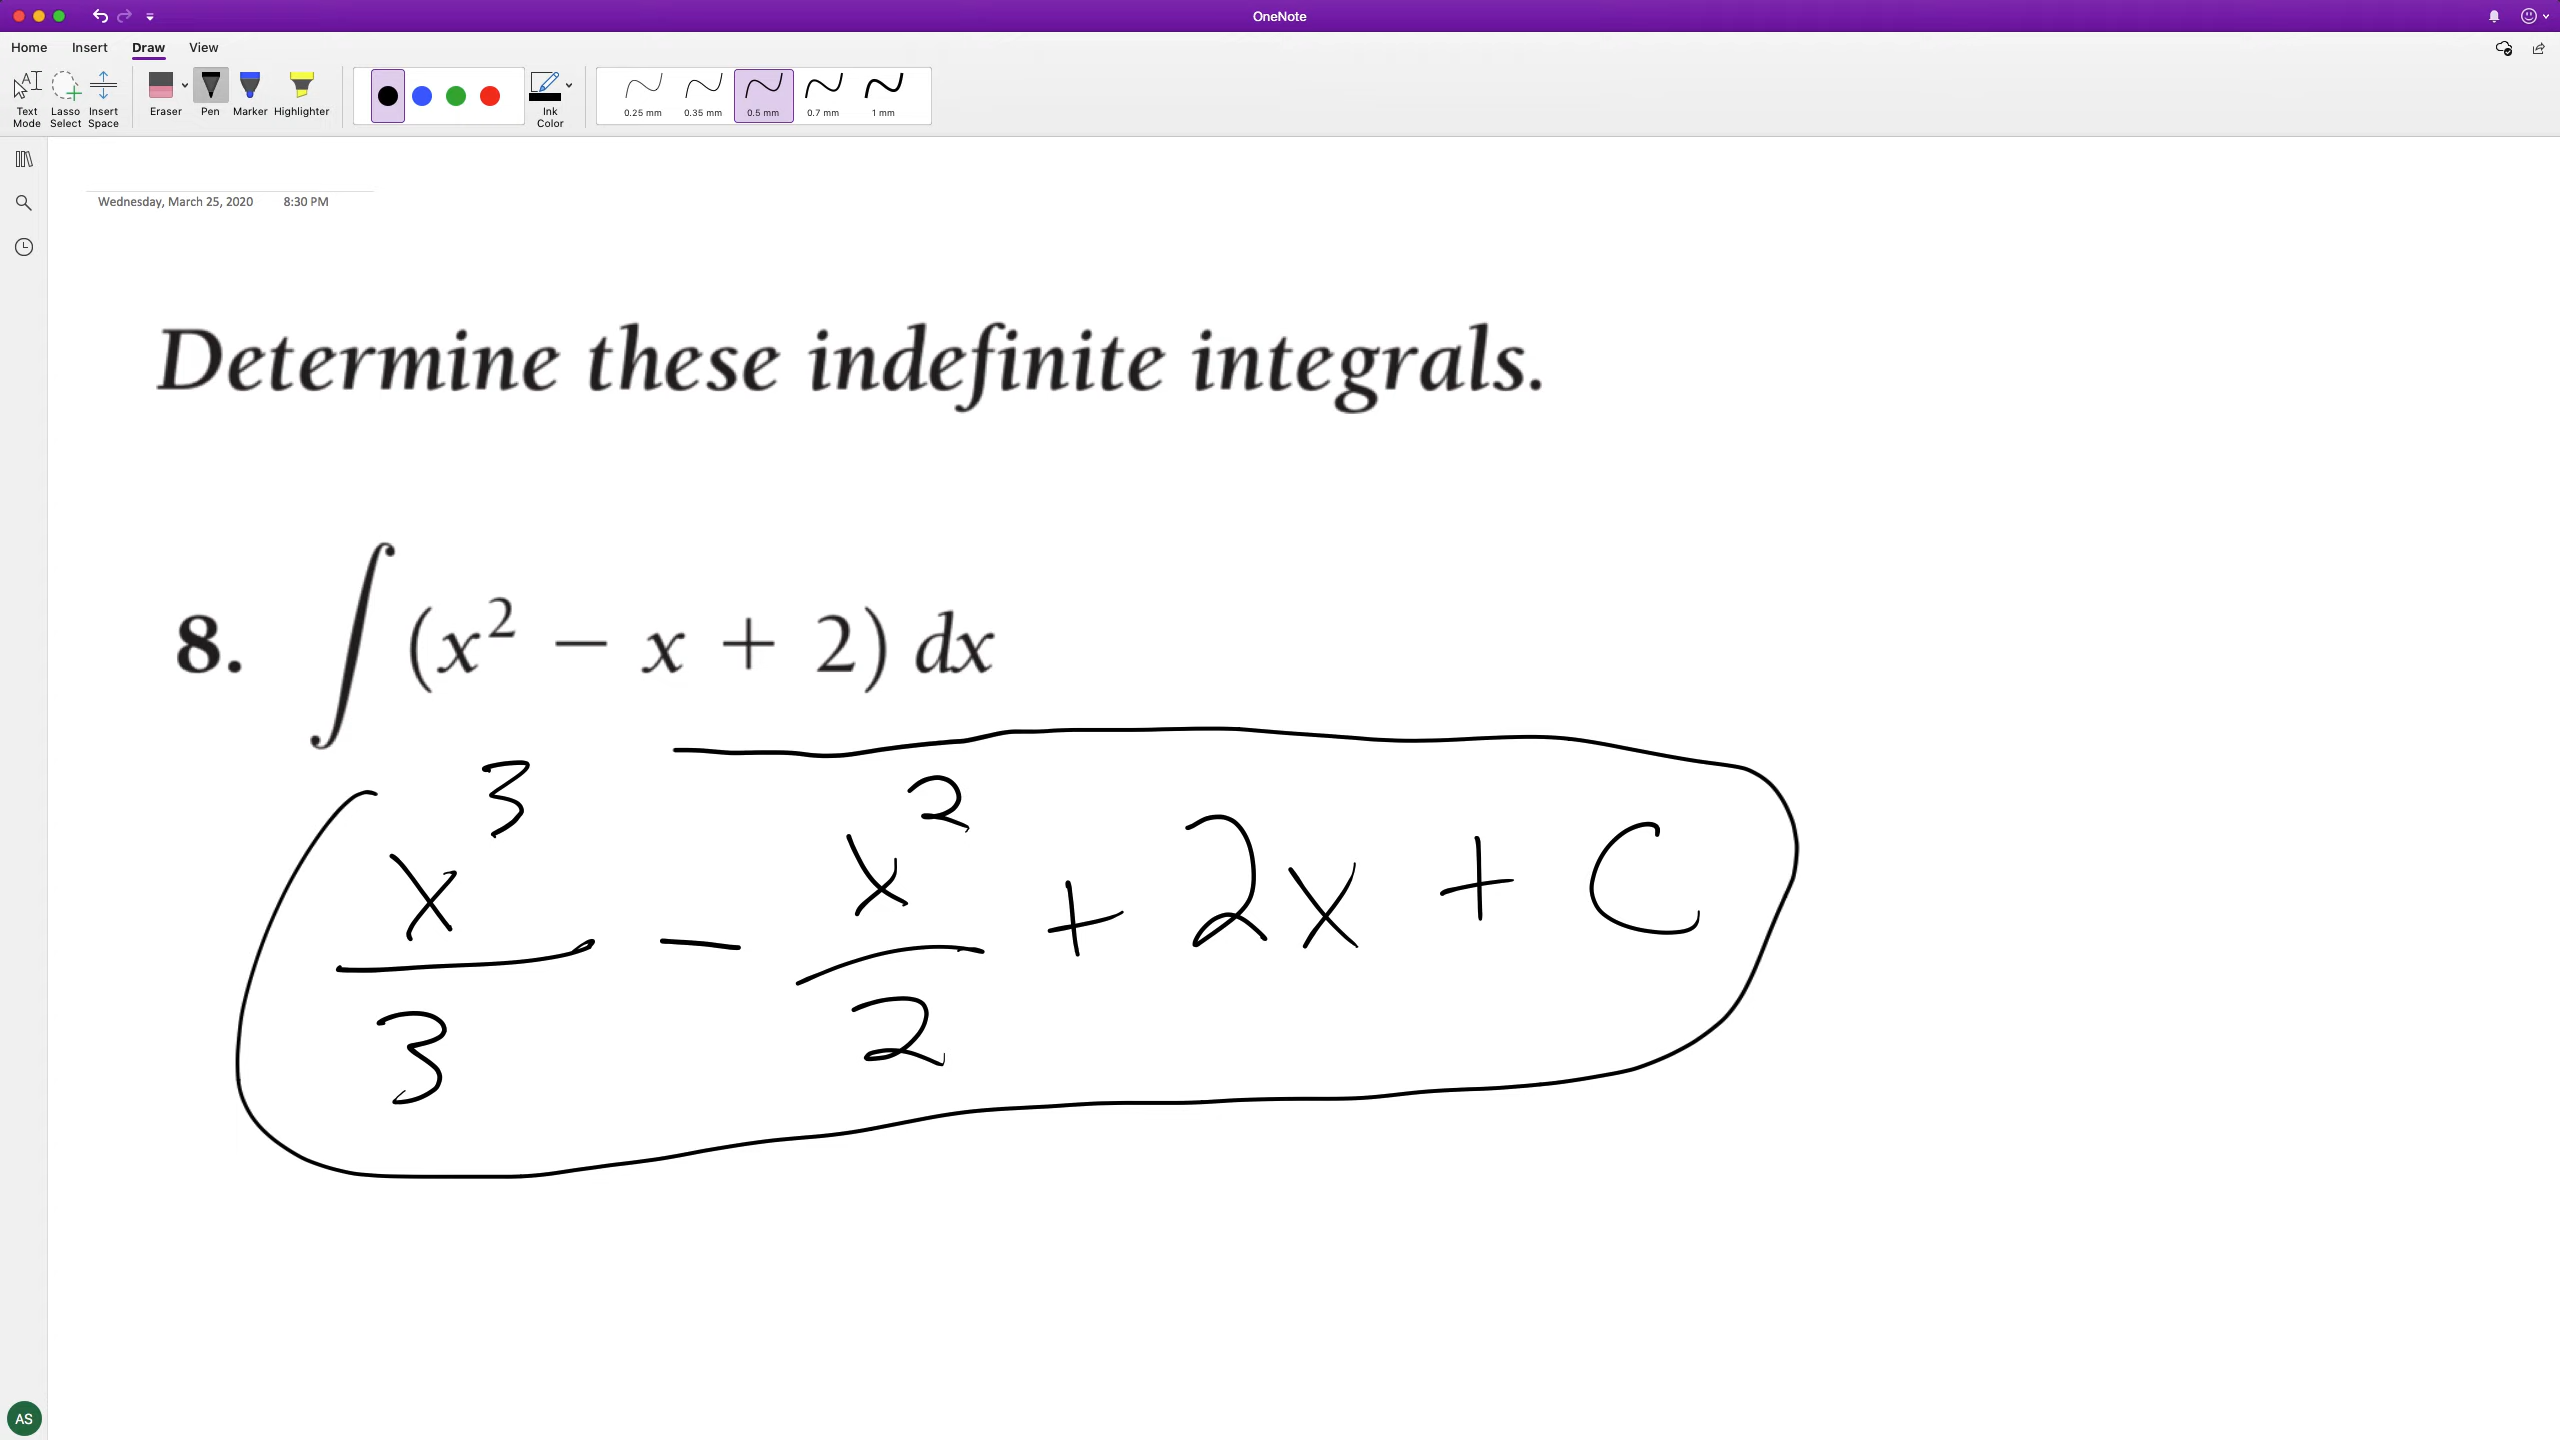 OneNote
Home Insert Draw View
Text Mode Lasso Select Insert Space Eraser Pen Marker Highlighter Ink Color 0.25 mm 0.35 mm 0.5 mm 0.7 mm 1 mm
Wednesday, March 25, 2020 8:30 PM
Determine these indefinite integrals.
8. ∫(x² − x + 2) dx
x³/3 − x²/2 + 2x + C
AS